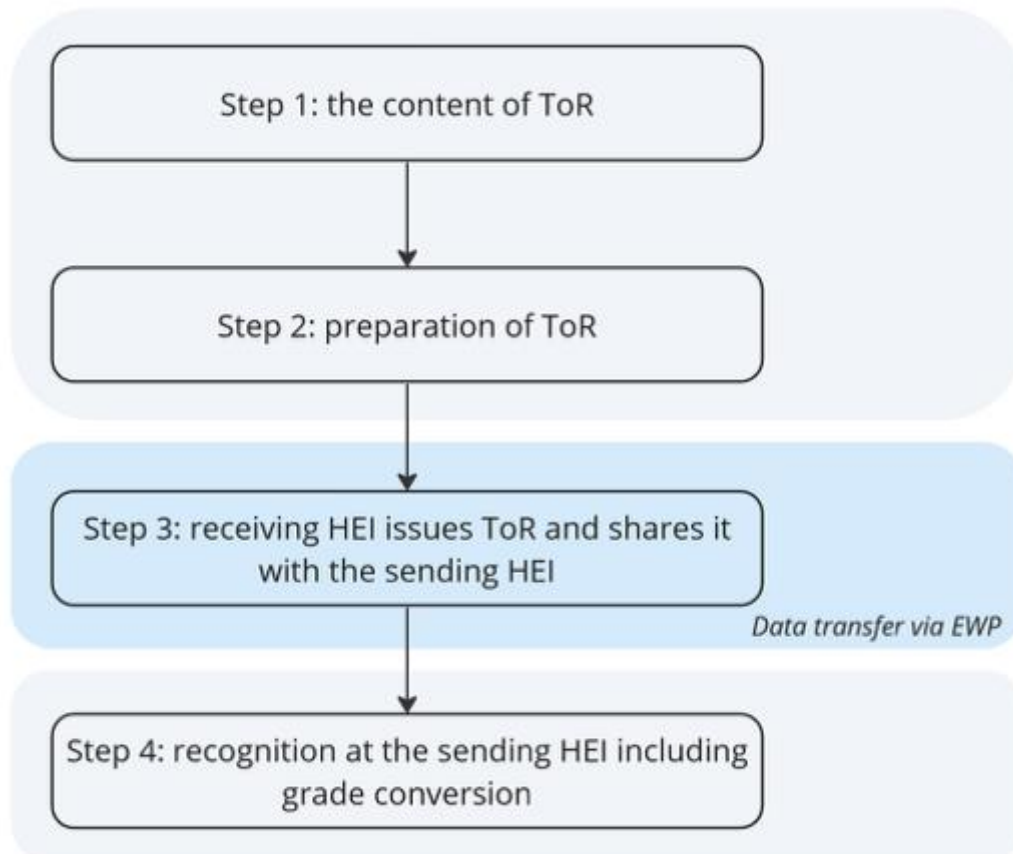 Step 1: the content of ToR
Step 2: preparation of ToR
Step 3: receiving HEI issues ToR and shares it
with the sending HEI
Data transfer via EWP
Step 4: recognition at the sending HEI including
grade conversion